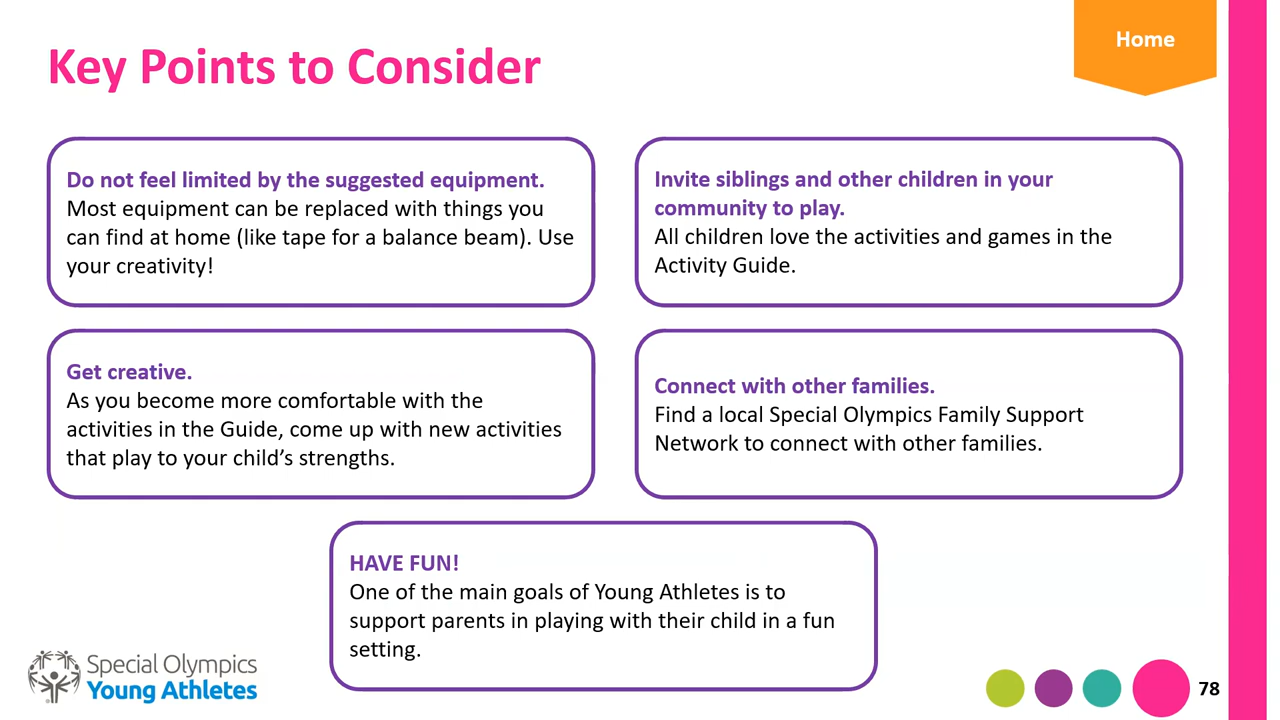 Key Points to Consider
Home
Do not feel limited by the suggested equipment.
Most equipment can be replaced with things you
can find at home (like tape for a balance beam). Use
your creativity!
Invite siblings and other children in your
community to play.
All children love the activities and games in the
Activity Guide.
Get creative.
As you become more comfortable with the
activities in the Guide, come up with new activities
that play to your child’s strengths.
Connect with other families.
Find a local Special Olympics Family Support
Network to connect with other families.
HAVE FUN!
One of the main goals of Young Athletes is to
support parents in playing with their child in a fun
setting.
Special Olympics
Young Athletes
78